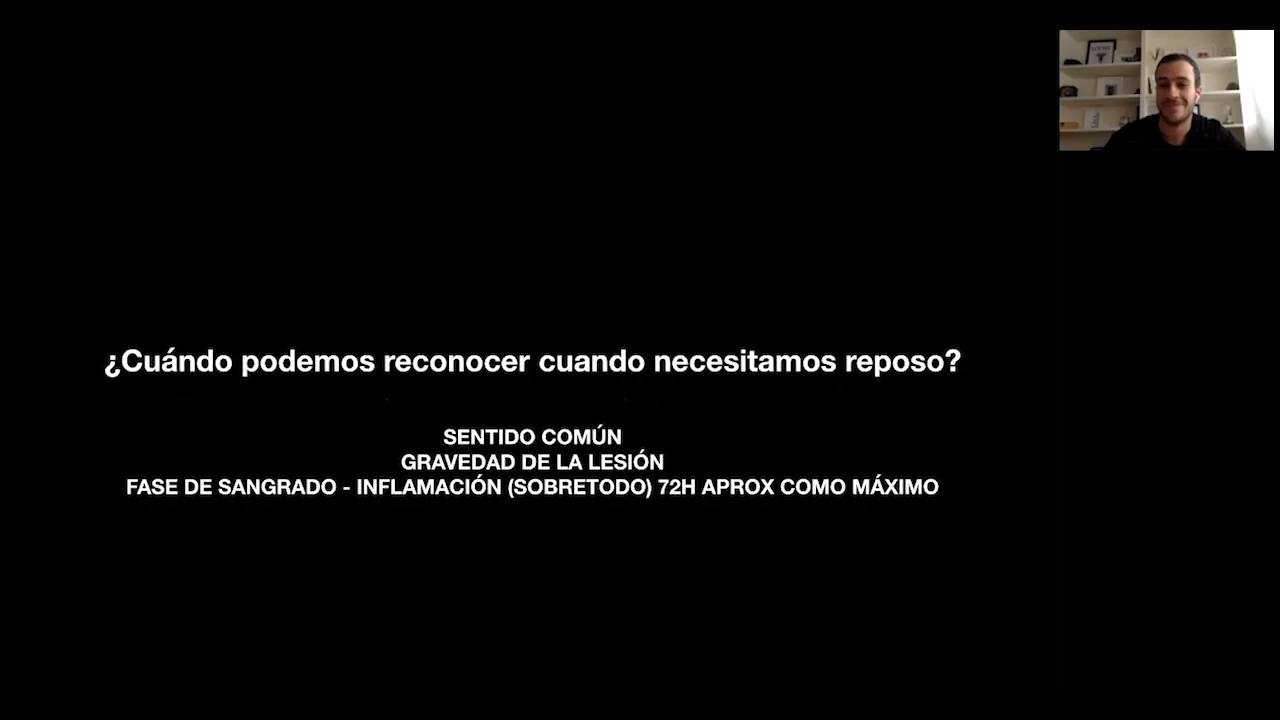 ¿Cuándo podemos reconocer cuando necesitamos reposo?
SENTIDO COMÚN
GRAVEDAD DE LA LESIÓN
FASE DE SANGRADO - INFLAMACIÓN (SOBRETODO) 72H APROX COMO MÁXIMO